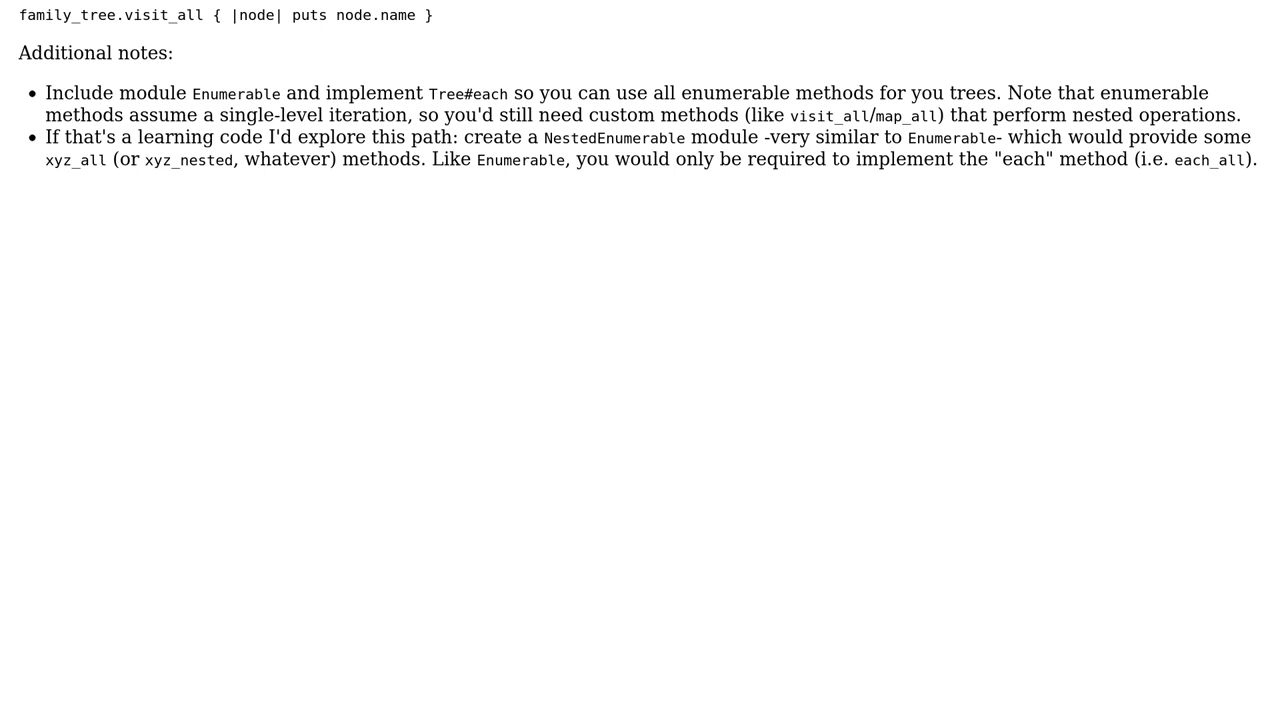 family_tree.visit_all { |node| puts node.name }
Additional notes:
• Include module Enumerable and implement Tree#each so you can use all enumerable methods for you trees. Note that enumerable
methods assume a single-level iteration, so you'd still need custom methods (like visit_all/map_all) that perform nested operations.
• If that's a learning code I'd explore this path: create a NestedEnumerable module -very similar to Enumerable- which would provide some
xyz_all (or xyz_nested, whatever) methods. Like Enumerable, you would only be required to implement the "each" method (i.e. each_all).